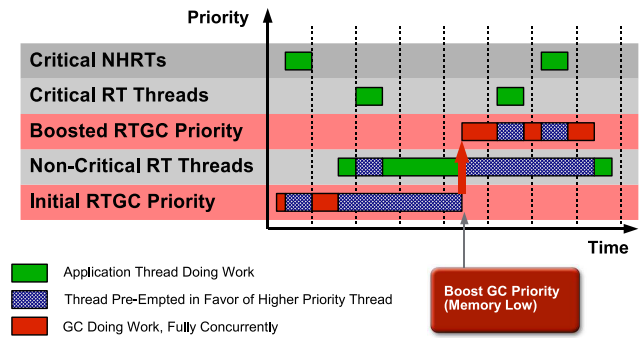 Priority
Critical NHRTs
Critical RT Threads
Boosted RTGC Priority
Non-Critical RT Threads
Initial RTGC Priority
Time
Application Thread Doing Work
Thread Pre-Empted in Favor of Higher Priority Thread
GC Doing Work, Fully Concurrently
Boost GC Priority
(Memory Low)